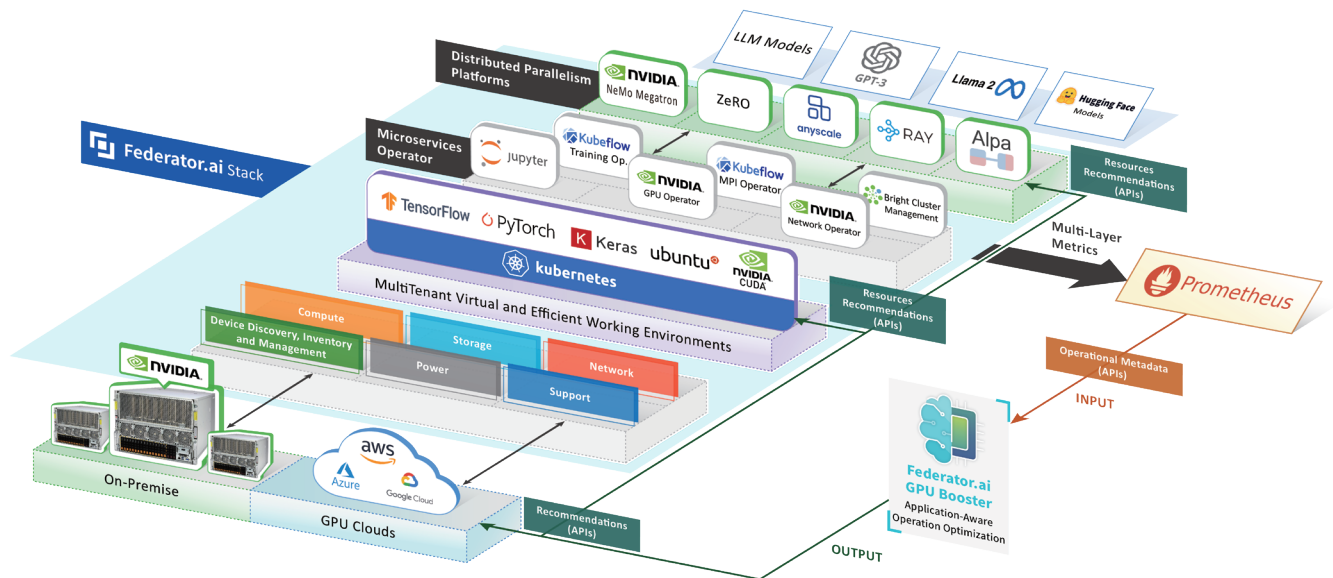 LLM Models
GPT-3
Llama 2
Hugging Face
Models
Distributed Parallelism
Platforms
NVIDIA.
NeMo Megatron
ZeRO
anyscale
RAY
Alpa
Federator.ai Stack
Microservices
Operator
jupyter
Kubeflow
Training Op.
NVIDIA.
GPU Operator
Kubeflow
MPI Operator
NVIDIA.
Network Operator
Bright Cluster
Management
Resources
Recommendations
(APIs)
TensorFlow
PyTorch
K Keras
ubuntu
NVIDIA
CUDA
kubernetes
MultiTenant Virtual and Efficient Working Environments
Multi-Layer
Metrics
Prometheus
Resources
Recommendations
(APIs)
Compute
Storage
Network
Device Discovery, Inventory
and Management
Power
Support
Operational Metadata
(APIs)
INPUT
NVIDIA.
On-Premise
aws
Azure
Google Cloud
GPU Clouds
Recommendations
(APIs)
Federator.ai
GPU Booster
Application-Aware
Operation Optimization
OUTPUT